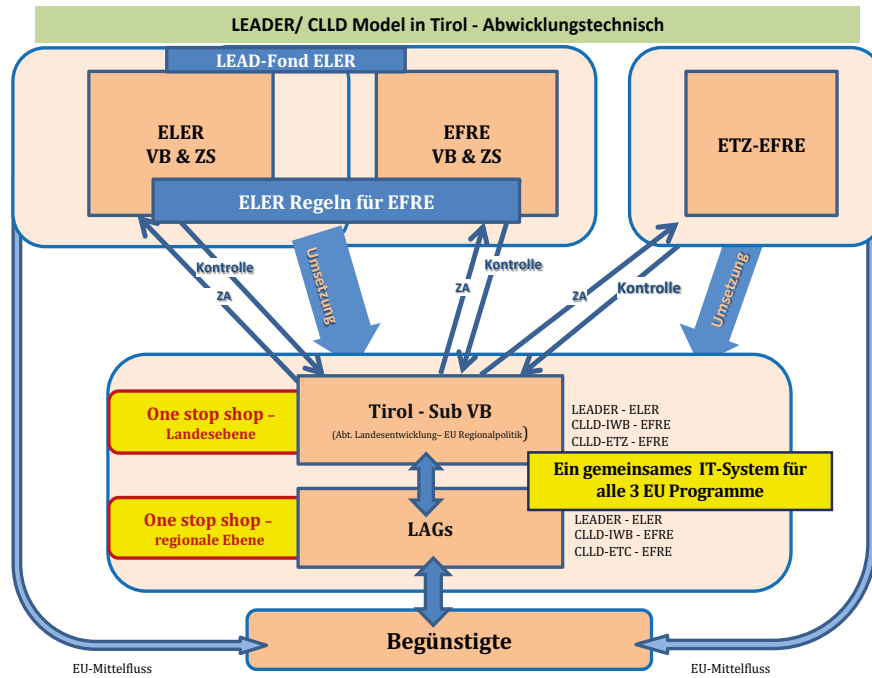 LEADER/ CLLD Model in Tirol - Abwicklungstechnisch
LEAD-Fond ELER
ELER
VB & ZS
EFRE
VB & ZS
ETZ-EFRE
ELER Regeln für EFRE
Kontrolle
ZA
Umsetzung
ZA
Kontrolle
ZA
Kontrolle
Umsetzung
One stop shop –
Landesebene
Tirol - Sub VB
(Abt. Landesentwicklung– EU Regionalpolitik)
LEADER - ELER
CLLD-IWB - EFRE
CLLD-ETZ - EFRE
Ein gemeinsames IT-System für
alle 3 EU Programme
One stop shop –
regionale Ebene
LAGs
LEADER - ELER
CLLD-IWB - EFRE
CLLD-ETC - EFRE
Begünstigte
EU-Mittelfluss
EU-Mittelfluss